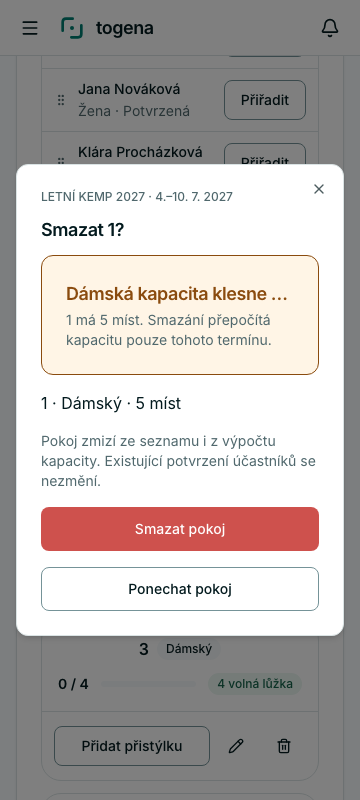 togena
Jana Nováková
Žena · Potvrzená
Přiřadit
Klára Procházková
Přiřadit
LETNÍ KEMP 2027 · 4.–10. 7. 2027
Smazat 1?
Dámská kapacita klesne ...
1 má 5 míst. Smazání přepočítá
kapacitu pouze tohoto termínu.
1 · Dámský · 5 míst
Pokoj zmizí ze seznamu i z výpočtu
kapacity. Existující potvrzení účastníků se
nezmění.
Smazat pokoj
Ponechat pokoj
3 Dámský
0 / 4 4 volná lůžka
Přidat přistýlku